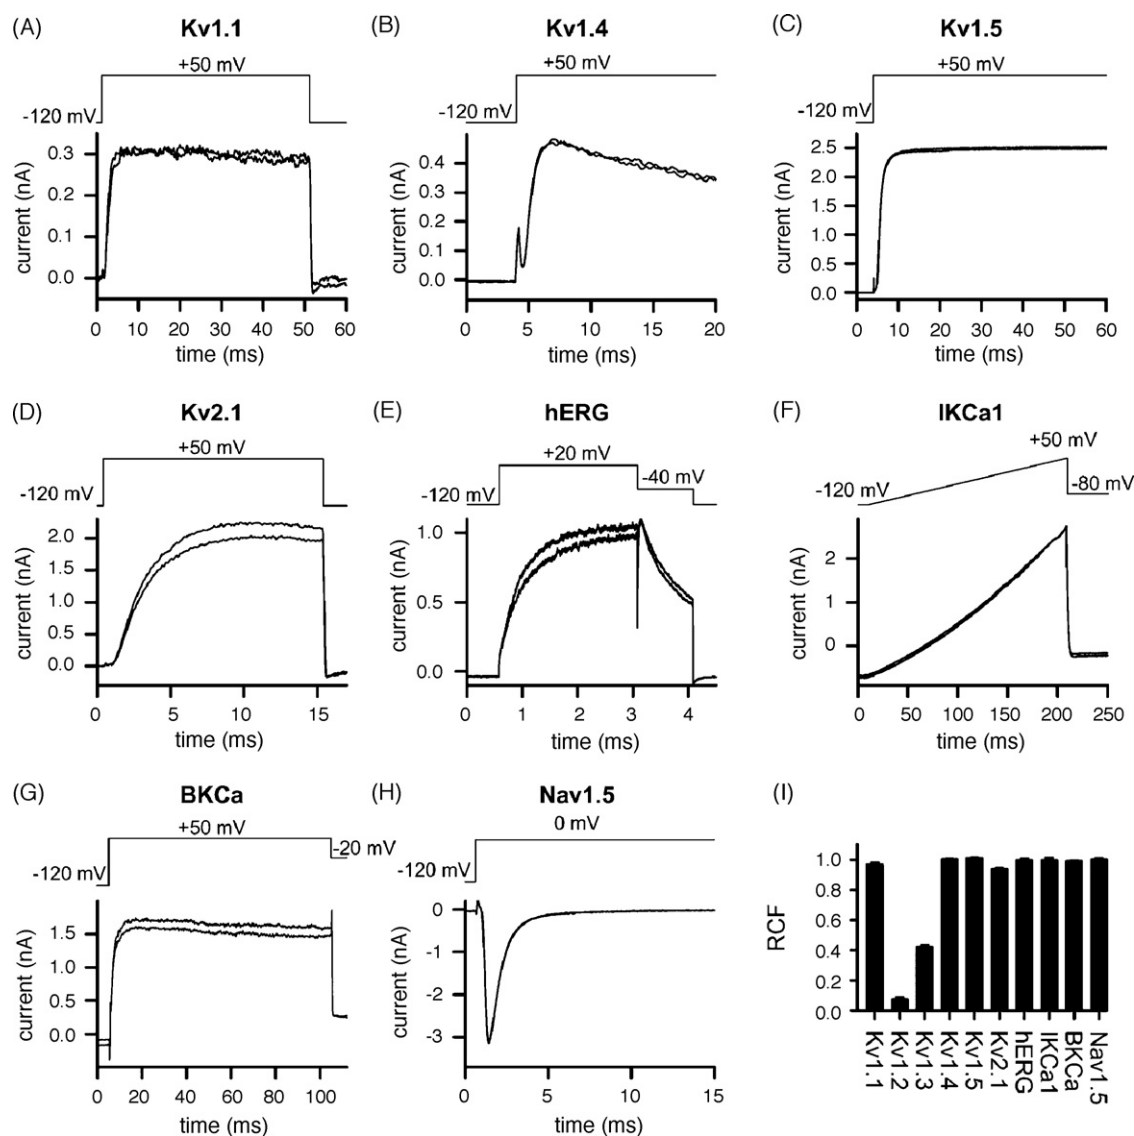 (A) Kv1.1
+50 mV
-120 mV
current (nA)
0.3
0.2
0.1
0.0
0 10 20 30 40 50 60
time (ms)
(B) Kv1.4
+50 mV
-120 mV
current (nA)
0.4
0.3
0.2
0.1
0.0
0 5 10 15 20
time (ms)
(C) Kv1.5
+50 mV
-120 mV
current (nA)
2.5
2.0
1.5
1.0
0.5
0.0
0 10 20 30 40 50 60
time (ms)
(D) Kv2.1
+50 mV
-120 mV
current (nA)
2.0
1.5
1.0
0.5
0.0
0 5 10 15
time (ms)
(E) hERG
+20 mV
-40 mV
-120 mV
current (nA)
1.0
0.5
0.0
0 1 2 3 4
time (ms)
(F) IKCa1
+50 mV
-120 mV
-80 mV
current (nA)
2
1
0
0 50 100 150 200 250
time (ms)
(G) BKCa
+50 mV
-20 mV
-120 mV
current (nA)
1.5
1.0
0.5
0.0
0 20 40 60 80 100
time (ms)
(H) Nav1.5
0 mV
-120 mV
current (nA)
0
-1
-2
-3
0 5 10 15
time (ms)
(I)
RCF
1.0
0.8
0.6
0.4
0.2
0.0
Kv1.1
Kv1.2
Kv1.3
Kv1.4
Kv1.5
Kv2.1
hERG
IKCa1
BKCa
Nav1.5